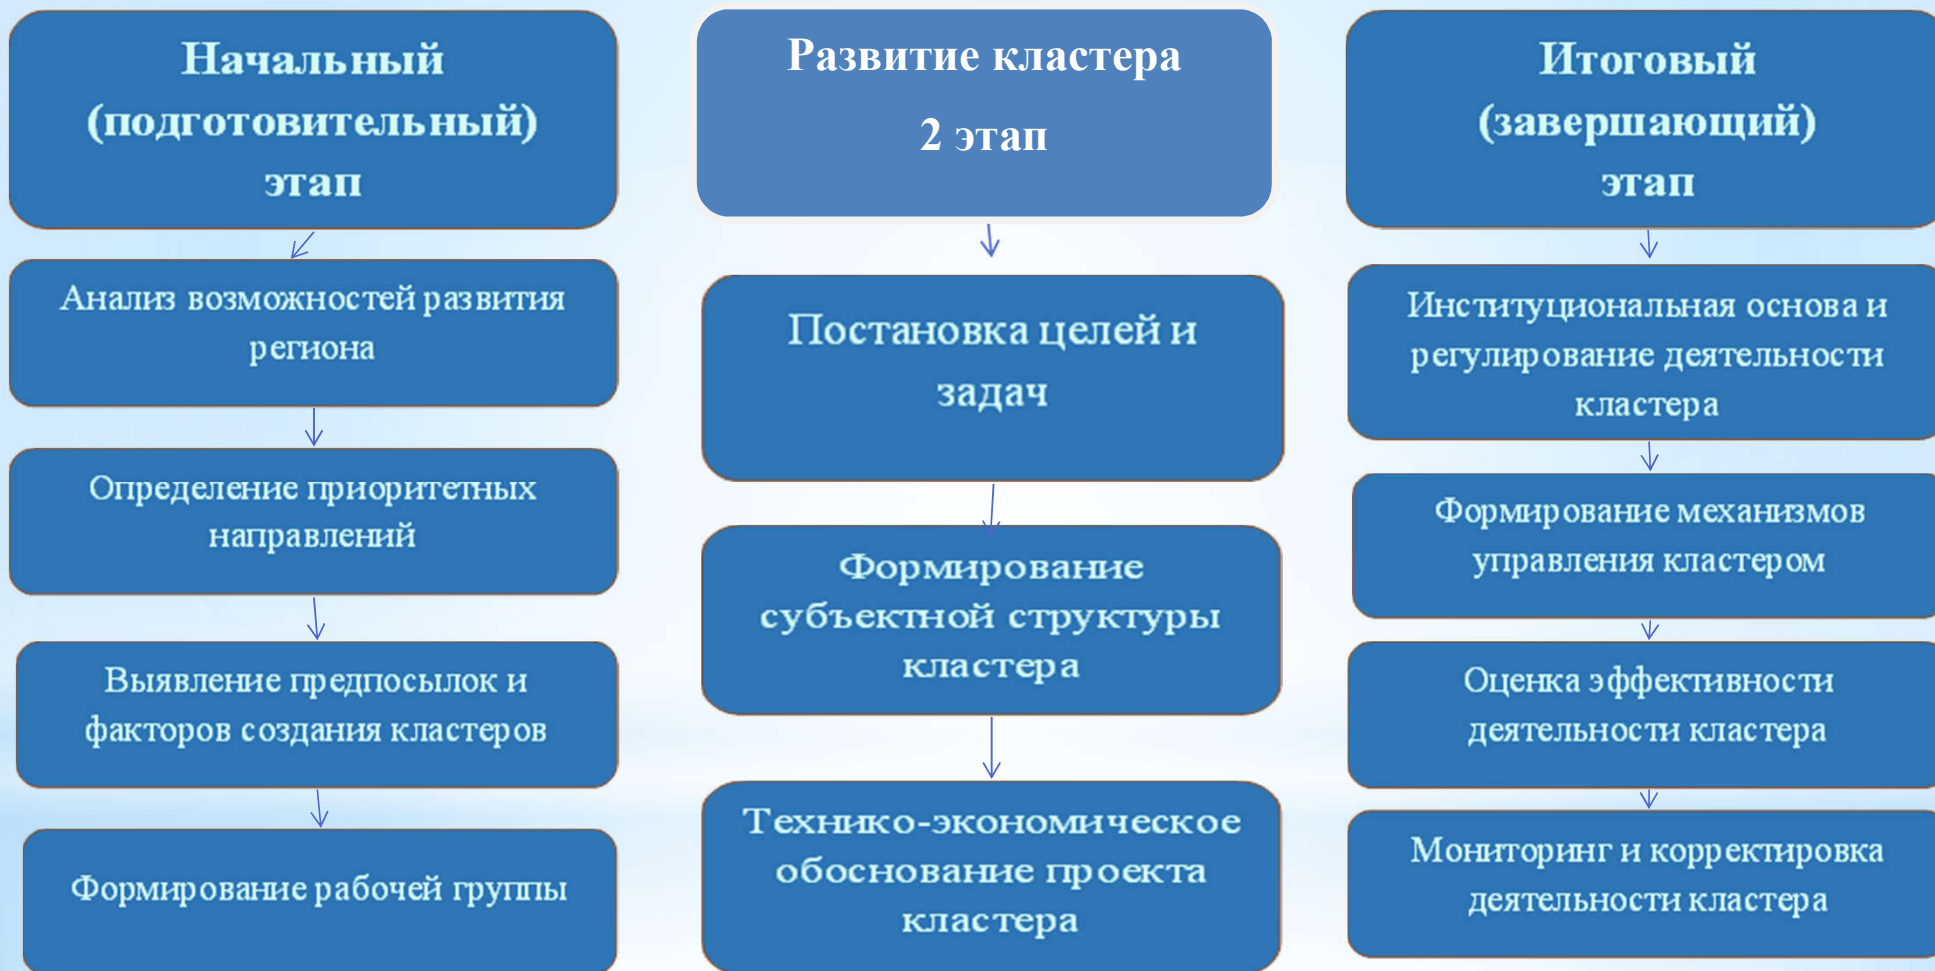 Начальный
(подготовительный)
этап
Анализ возможностей развития
региона
Определение приоритетных
направлений
Выявление предпосылок и
факторов создания кластеров
Формирование рабочей группы
Развитие кластера
2 этап
Постановка целей и
задач
Формирование
субъектной структуры
кластера
Технико-экономическое
обоснование проекта
кластера
Итоговый
(завершающий)
этап
Институциональная основа и
регулирование деятельности
кластера
Формирование механизмов
управления кластером
Оценка эффективности
деятельности кластера
Мониторинг и корректировка
деятельности кластера